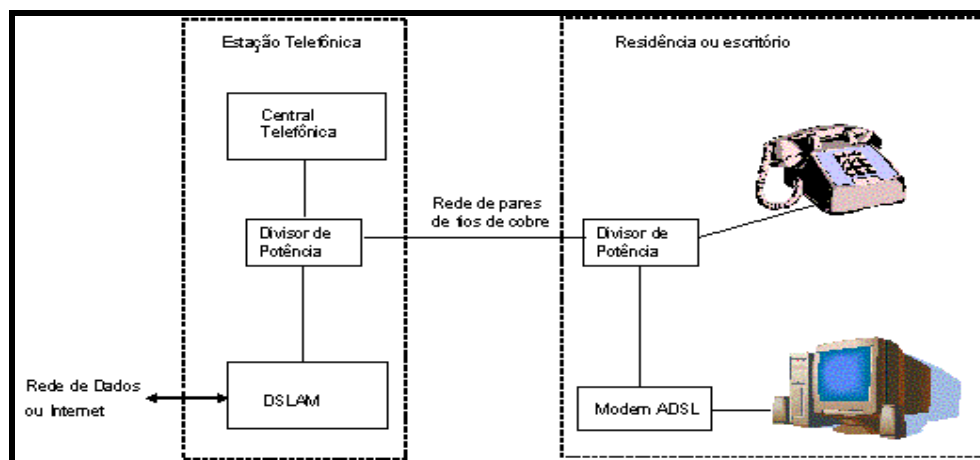 Estação Telefônica
Residência ou escritório
Central
Telefônica
Rede de pares
de fios de cobre
Divisor de
Potência
Divisor de
Potência
Rede de Dados
ou Internet
DSLAM
Modem ADSL